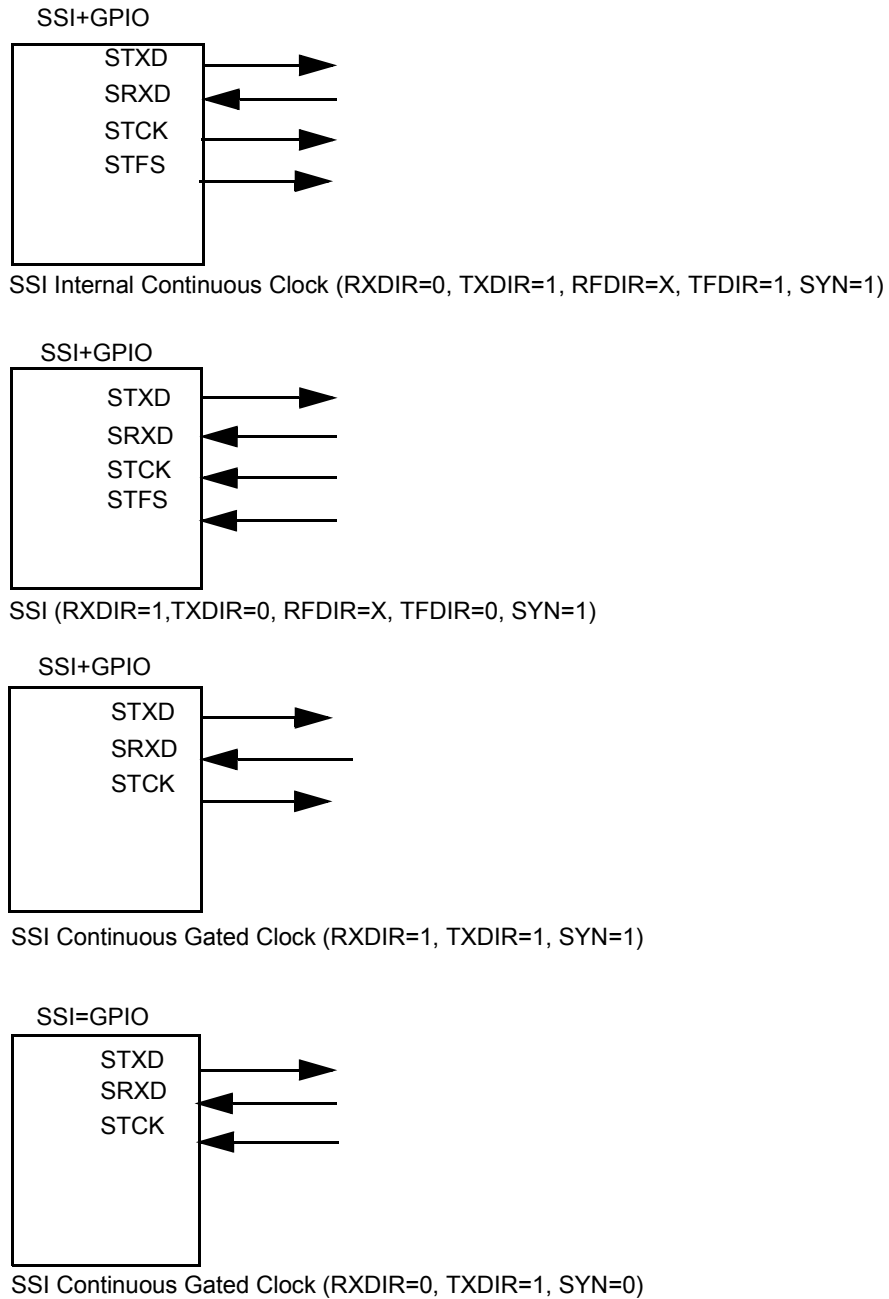 SSI+GPIO
STXD
SRXD
STCK
STFS
SSI Internal Continuous Clock (RXDIR=0, TXDIR=1, RFDIR=X, TFDIR=1, SYN=1)
SSI+GPIO
STXD
SRXD
STCK
STFS
SSI (RXDIR=1,TXDIR=0, RFDIR=X, TFDIR=0, SYN=1)
SSI+GPIO
STXD
SRXD
STCK
SSI Continuous Gated Clock (RXDIR=1, TXDIR=1, SYN=1)
SSI=GPIO
STXD
SRXD
STCK
SSI Continuous Gated Clock (RXDIR=0, TXDIR=1, SYN=0)